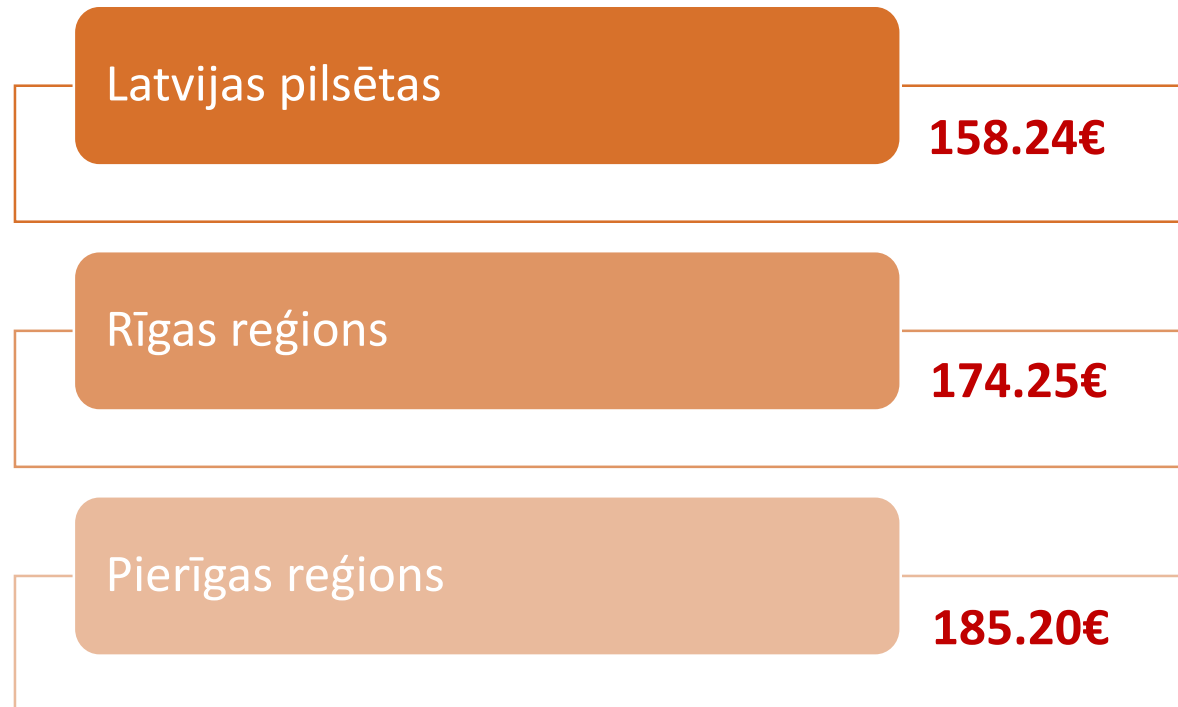 Latvijas pilsētas
158.24€
Rīgas reģions
174.25€
Pierīgas reģions
185.20€